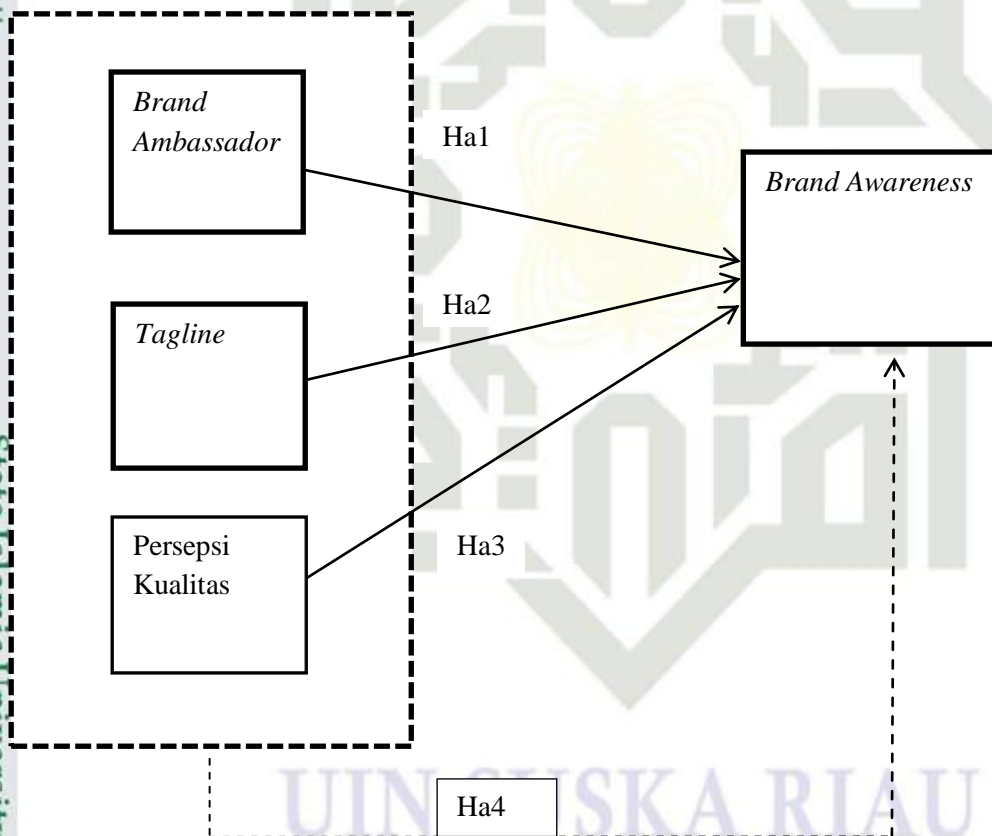 Brand
Ambassador
Ha1
Brand Awareness
Ha2
Tagline
Persepsi
Kualitas
Ha3
UIN SUSKA RIAU
Ha4